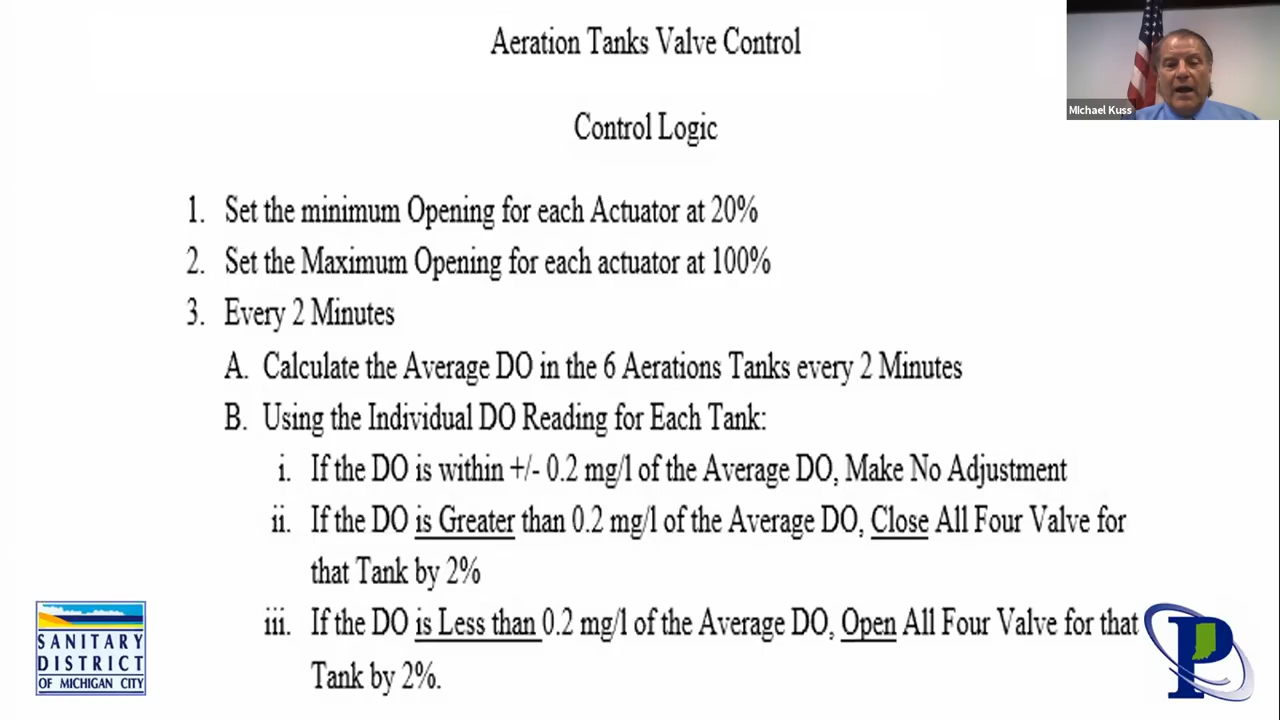 Aeration Tanks Valve Control
Michael Kuss
Control Logic
1. Set the minimum Opening for each Actuator at 20%
2. Set the Maximum Opening for each actuator at 100%
3. Every 2 Minutes
A. Calculate the Average DO in the 6 Aerations Tanks every 2 Minutes
B. Using the Individual DO Reading for Each Tank:
i. If the DO is within +/- 0.2 mg/l of the Average DO, Make No Adjustment
ii. If the DO is Greater than 0.2 mg/l of the Average DO, Close All Four Valve for
that Tank by 2%
iii. If the DO is Less than 0.2 mg/l of the Average DO, Open All Four Valve for that
Tank by 2%.
SANITARY
DISTRICT
OF MICHIGAN CITY
P